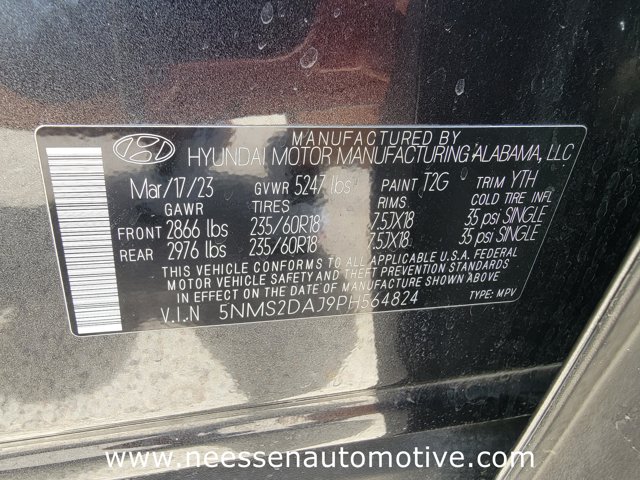 MANUFACTURED BY
HYUNDAI MOTOR MANUFACTURING ALABAMA, LLC
Mar/17/23 GVWR 5247 lbs PAINT T2G TRIM YTH
GAWR TIRES RIMS COLD TIRE INFL
FRONT 2866 lbs 235/60R18 7.5JX18 35 psi SINGLE
REAR 2976 lbs 235/60R18 7.5JX18 35 psi SINGLE
THIS VEHICLE CONFORMS TO ALL APPLICABLE U.S.A. FEDERAL
MOTOR VEHICLE SAFETY AND THEFT PREVENTION STANDARDS
IN EFFECT ON THE DATE OF MANUFACTURE SHOWN ABOVE
V.I.N 5NMS2DAJ9PH564824 TYPE: MPV
www.neessenautomotive.com